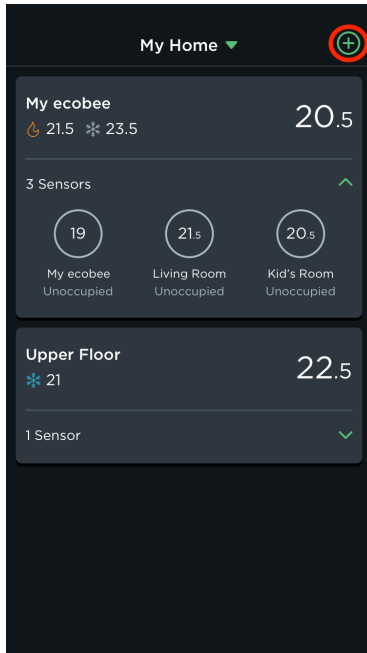 My Home
My ecobee
20.5
21.5 23.5
3 Sensors
19 21.5 20.5
My ecobee Living Room Kid's Room
Unoccupied Unoccupied Unoccupied
Upper Floor
22.5
21
1 Sensor